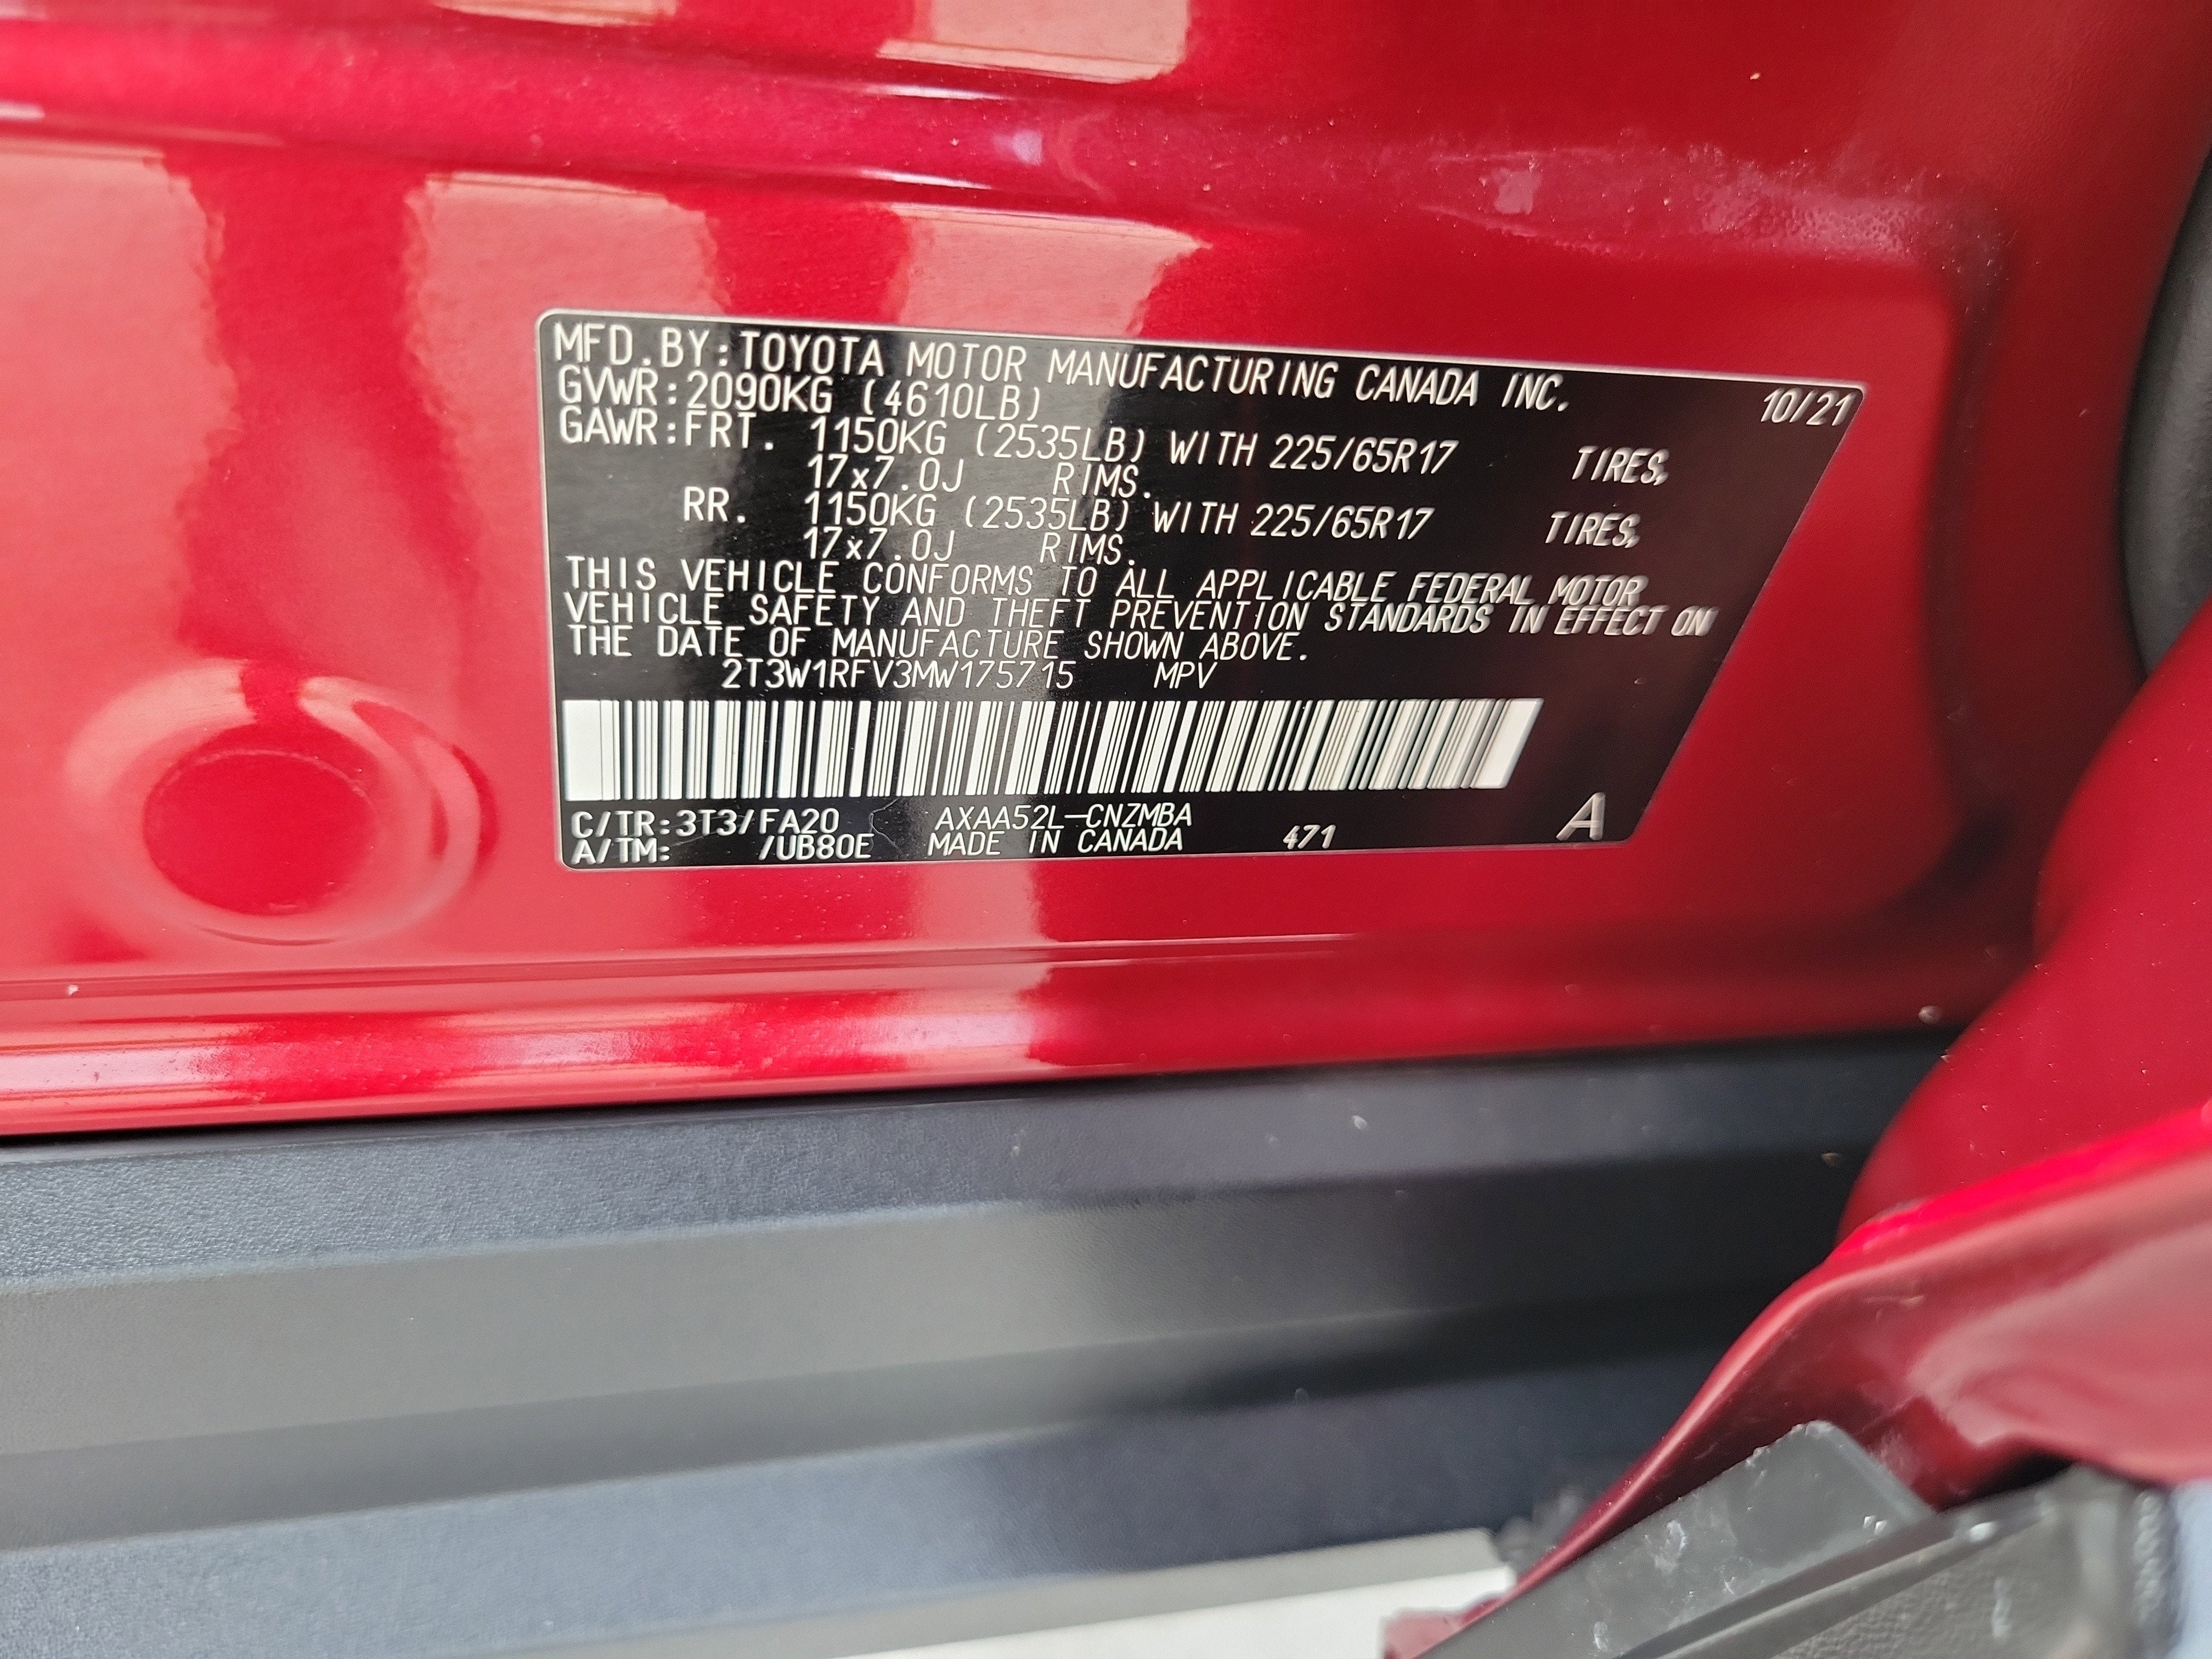 MFD.BY:TOYOTA MOTOR MANUFACTURING CANADA INC. 10/21
GVWR:2090KG (4610LB)
GAWR:FRT. 1150KG (2535LB) WITH 225/65R17 TIRES,
17x7.0J RIMS.
RR. 1150KG (2535LB) WITH 225/65R17 TIRES,
17x7.0J RIMS.
THIS VEHICLE CONFORMS TO ALL APPLICABLE FEDERAL MOTOR
VEHICLE SAFETY AND THEFT PREVENTION STANDARDS IN EFFECT ON
THE DATE OF MANUFACTURE SHOWN ABOVE.
2T3W1RFV3MW175715 MPV
C/TR:3T3/FA20 AXAA52L-CNZMBA
A/TM: /UB80E MADE IN CANADA 471 A